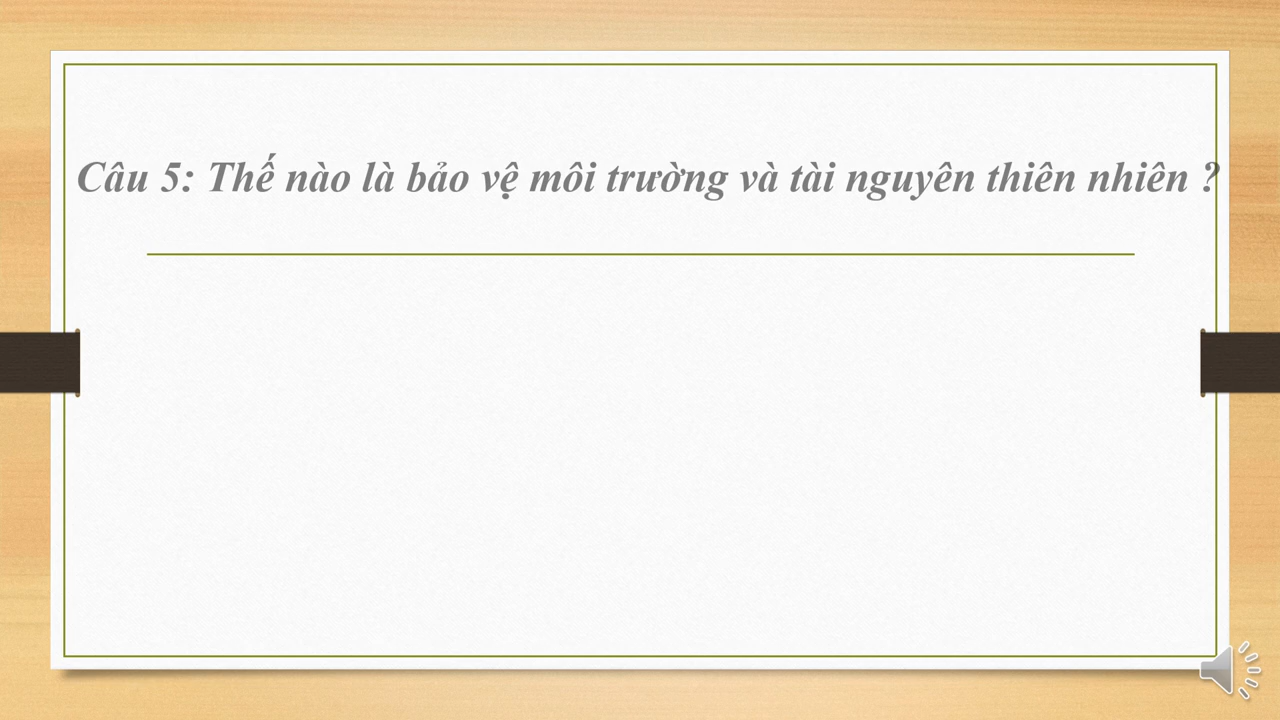 Câu 5: Thế nào là bảo vệ môi trường và tài nguyên thiên nhiên ?